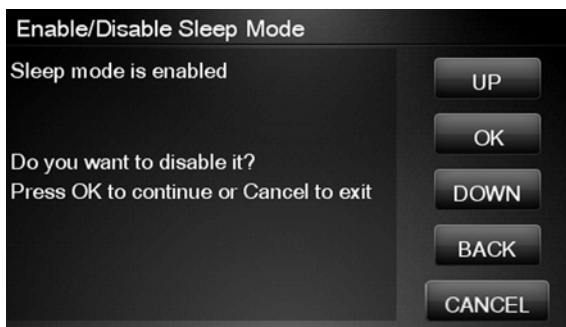 Enable/Disable Sleep Mode
Sleep mode is enabled
Do you want to disable it?
Press OK to continue or Cancel to exit
UP
OK
DOWN
BACK
CANCEL